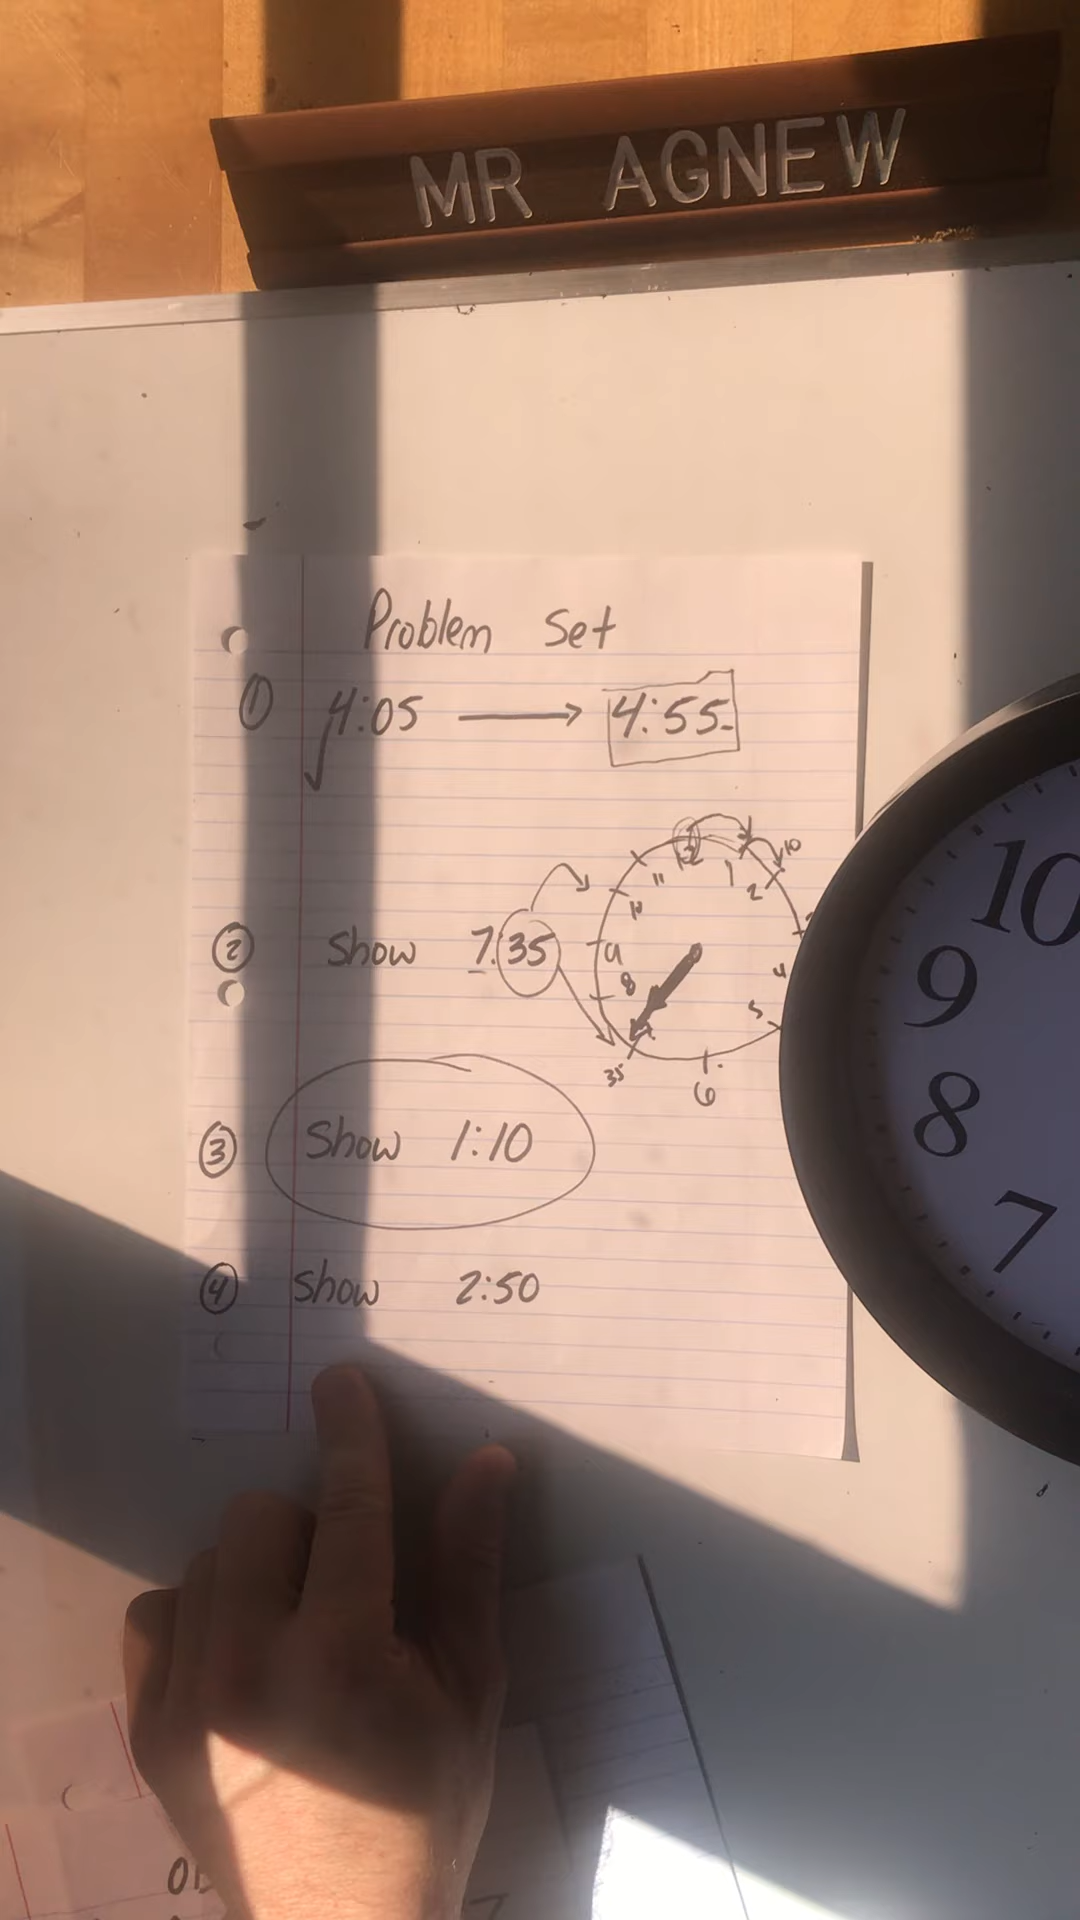 MR AGNEW
Problem Set
① 4:05 → 4:55
12
1
10
2
11
10
9
8
4
5
35
6
② Show 7:35
③ Show 1:10
④ Show 2:50
10
9
8
7